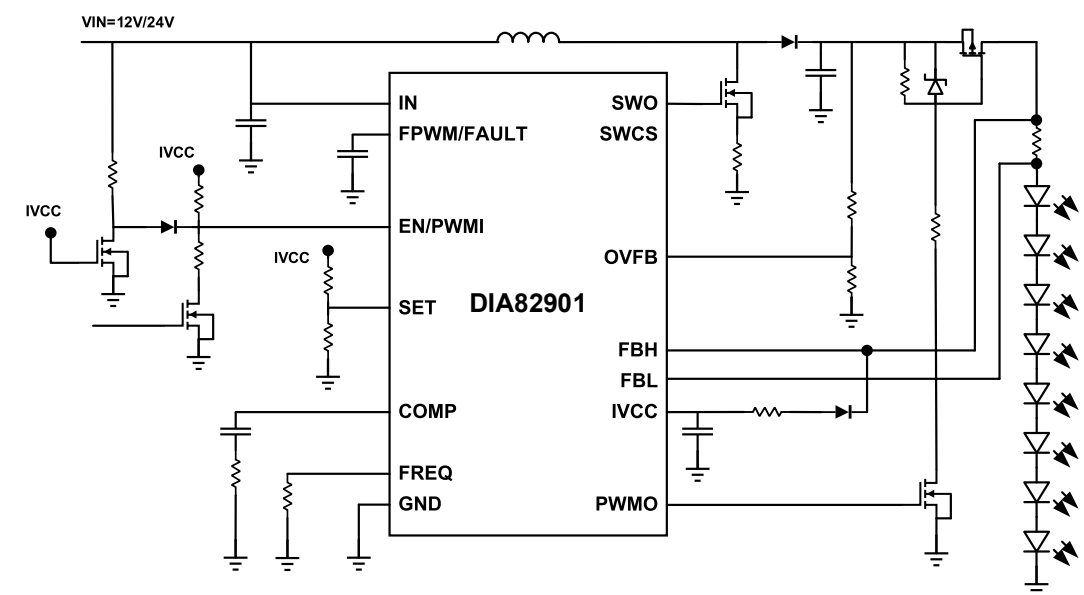 VIN=12V/24V
IN
SWO
FPWM/FAULT
SWCS
IVCC
IVCC
EN/PWMI
IVCC
OVFB
SET
DIA82901
FBH
FBL
COMP
IVCC
FREQ
GND
PWMO